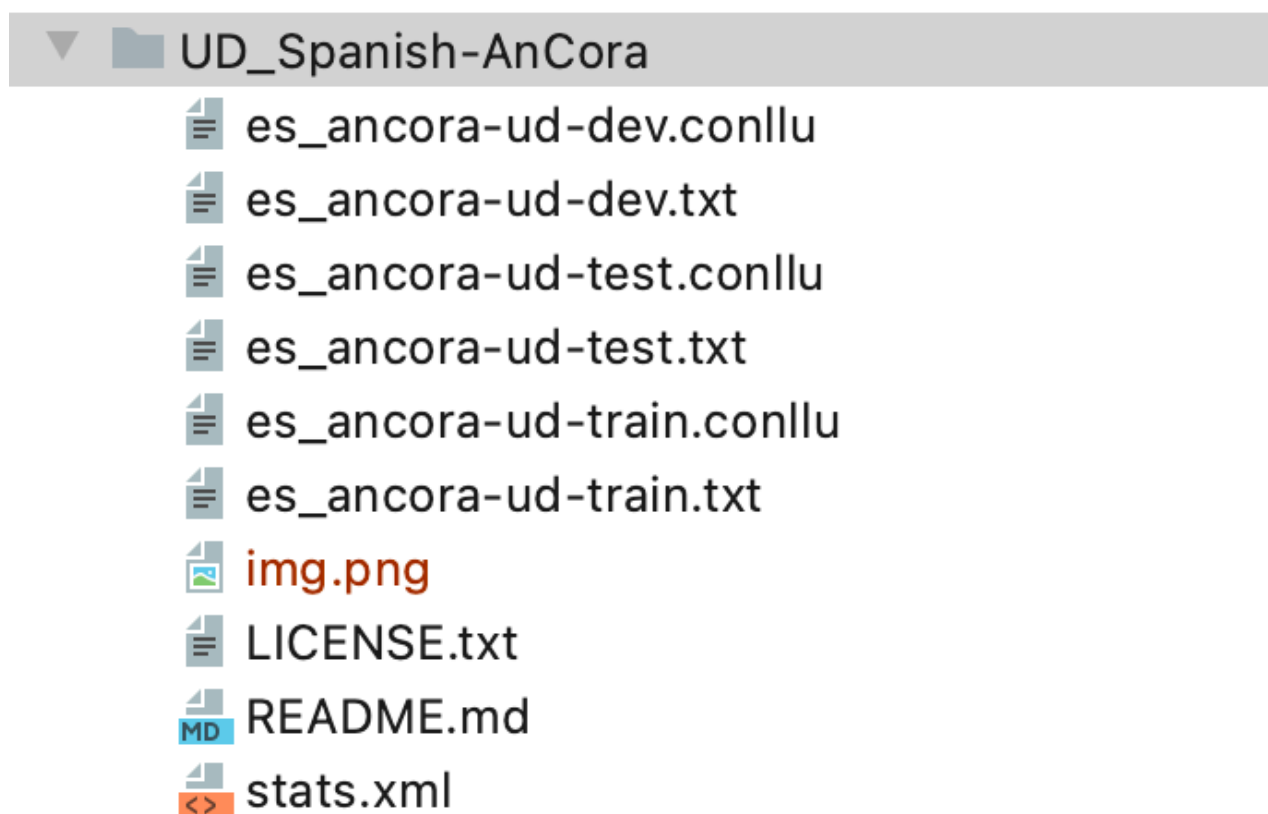 UD_Spanish-AnCora
es_ancora-ud-dev.conllu
es_ancora-ud-dev.txt
es_ancora-ud-test.conllu
es_ancora-ud-test.txt
es_ancora-ud-train.conllu
es_ancora-ud-train.txt
img.png
LICENSE.txt
MD README.md
<> stats.xml